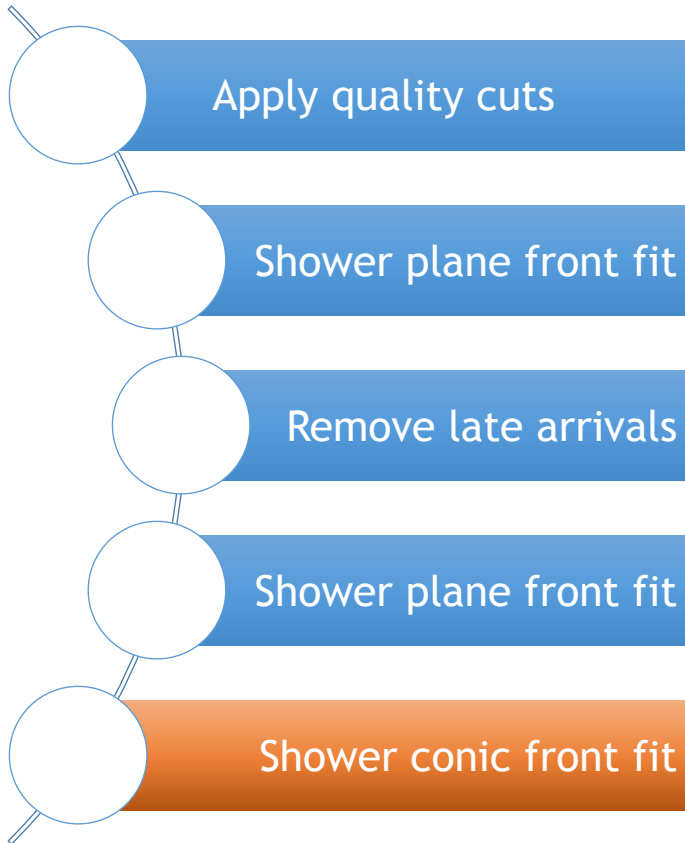 Apply quality cuts
Shower plane front fit
Remove late arrivals
Shower plane front fit
Shower conic front fit